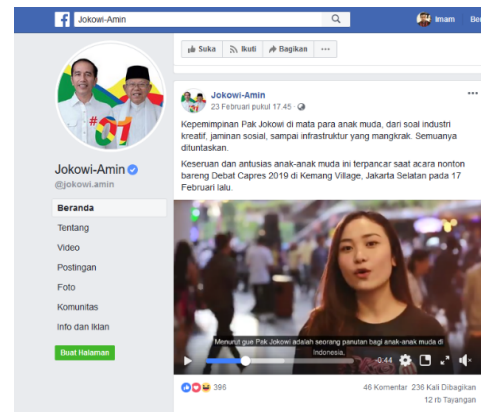 Jokowi-Amin
Imam
Suka
Ikuti
Bagikan
Jokowi-Amin
23 Februari pukul 17.45
Kepemimpinan Pak Jokowi di mata para anak muda, dari soal industri
kreatif, jaminan sosial, sampai infrastruktur yang mangkrak. Semuanya
dituntaskan.
Keseruan dan antusias anak-anak muda ini terpancar saat acara nonton
bareng Debat Capres 2019 di Kemang Village, Jakarta Selatan pada 17
Februari lalu.
#01
Jokowi-Amin
@jokowi.amin
Beranda
Tentang
Video
Postingan
Foto
Komunitas
Info dan Iklan
Buat Halaman
Menurut gue Pak Jokowi adalah seorang panutan bagi anak-anak muda di
Indonesia.
-0:44
396
46 Komentar 236 Kali Dibagikan
12 rb Tayangan